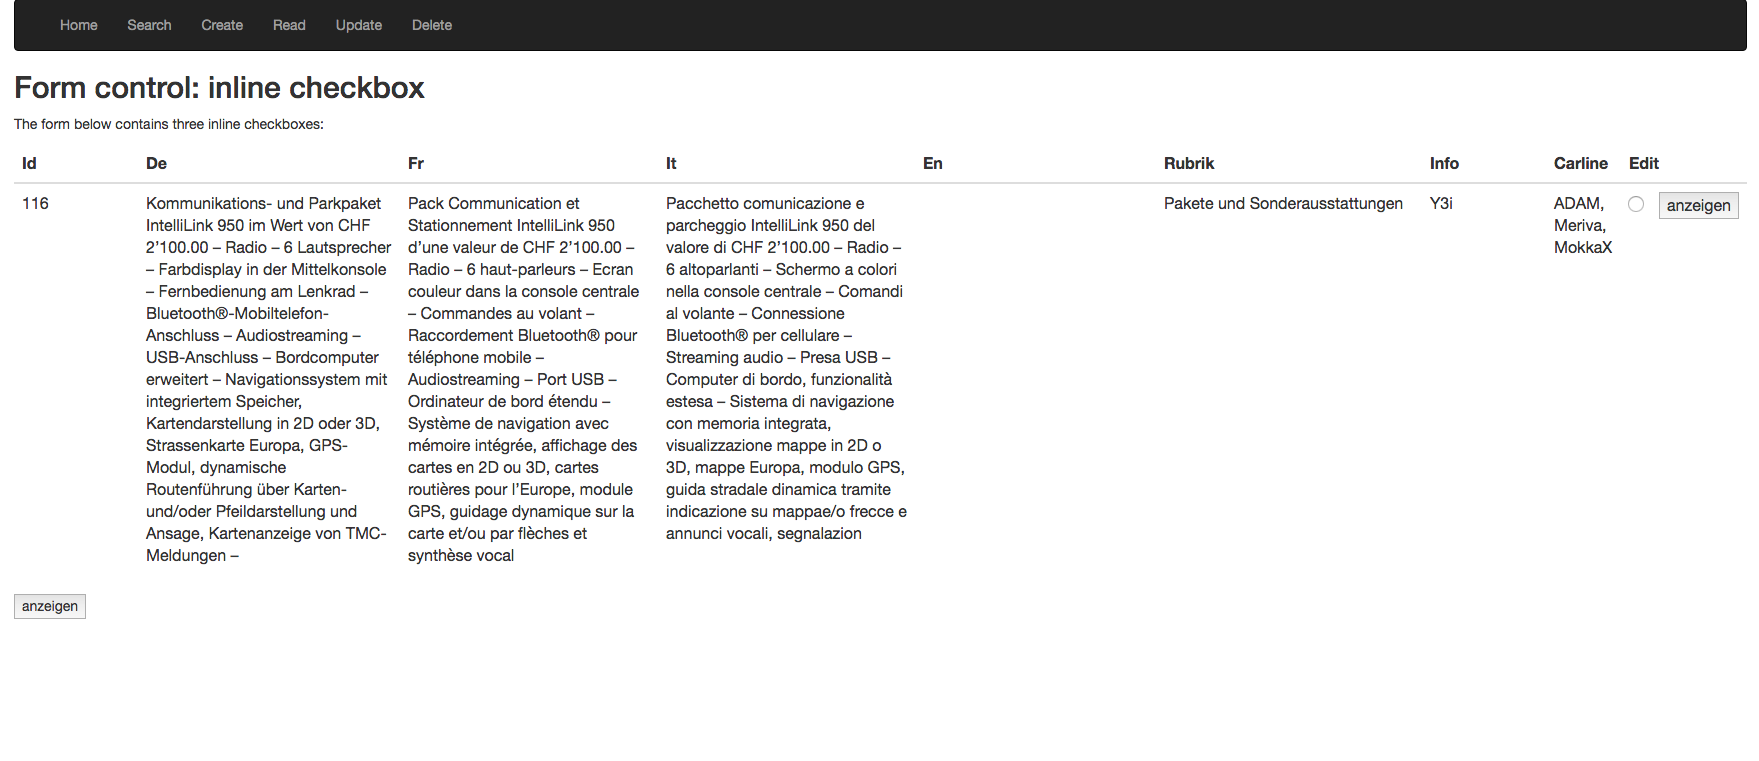 Home Search Create Read Update Delete
Form control: inline checkbox
The form below contains three inline checkboxes:
Id De Fr It En Rubrik Info Carline Edit
116
Kommunikations- und Parkpaket
IntelliLink 950 im Wert von CHF
2’100.00 – Radio – 6 Lautsprecher
– Farbdisplay in der Mittelkonsole
– Fernbedienung am Lenkrad –
Bluetooth®-Mobiltelefon-
Anschluss – Audiostreaming –
USB-Anschluss – Bordcomputer
erweitert – Navigationssystem mit
integriertem Speicher,
Kartendarstellung in 2D oder 3D,
Strassenkarte Europa, GPS-
Modul, dynamische
Routenführung über Karten-
und/oder Pfeildarstellung und
Ansage, Kartenanzeige von TMC-
Meldungen –
Pack Communication et
Stationnement IntelliLink 950
d’une valeur de CHF 2’100.00 –
Radio – 6 haut-parleurs – Ecran
couleur dans la console centrale
– Commandes au volant –
Raccordement Bluetooth® pour
téléphone mobile –
Audiostreaming – Port USB –
Ordinateur de bord étendu –
Système de navigation avec
mémoire intégrée, affichage des
cartes en 2D ou 3D, cartes
routières pour l’Europe, module
GPS, guidage dynamique sur la
carte et/ou par flèches et
synthèse vocal
Pacchetto comunicazione e
parcheggio IntelliLink 950 del
valore di CHF 2’100.00 – Radio –
6 altoparlanti – Schermo a colori
nella console centrale – Comandi
al volante – Connessione
Bluetooth® per cellulare –
Streaming audio – Presa USB –
Computer di bordo, funzionalità
estesa – Sistema di navigazione
con memoria integrata,
visualizzazione mappe in 2D o
3D, mappe Europa, modulo GPS,
guida stradale dinamica tramite
indicazione su mappae/o frecce e
annunci vocali, segnalazion
Pakete und Sonderausstattungen
Y3i
ADAM,
Meriva,
MokkaX
anzeigen
anzeigen